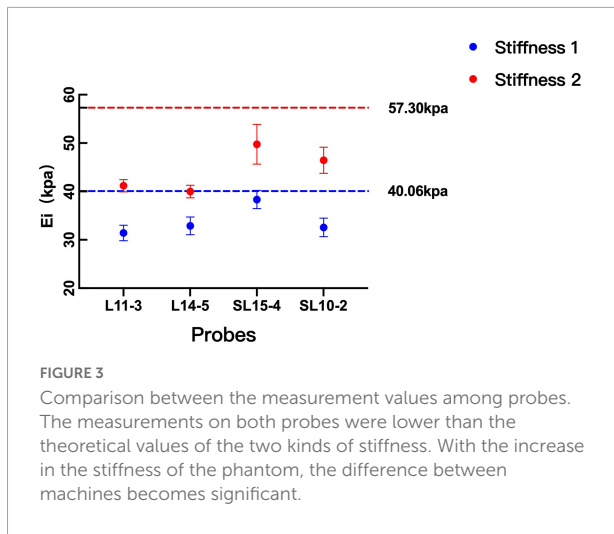 Stiffness 1
Stiffness 2
60
57.30kpa
50
40
40.06kpa
30
20
Ei (kpa)
L11-3 L14-5 SL15-4 SL10-2
Probes
FIGURE 3
Comparison between the measurement values among probes.
The measurements on both probes were lower than the
theoretical values of the two kinds of stiffness. With the increase
in the stiffness of the phantom, the difference between
machines becomes significant.